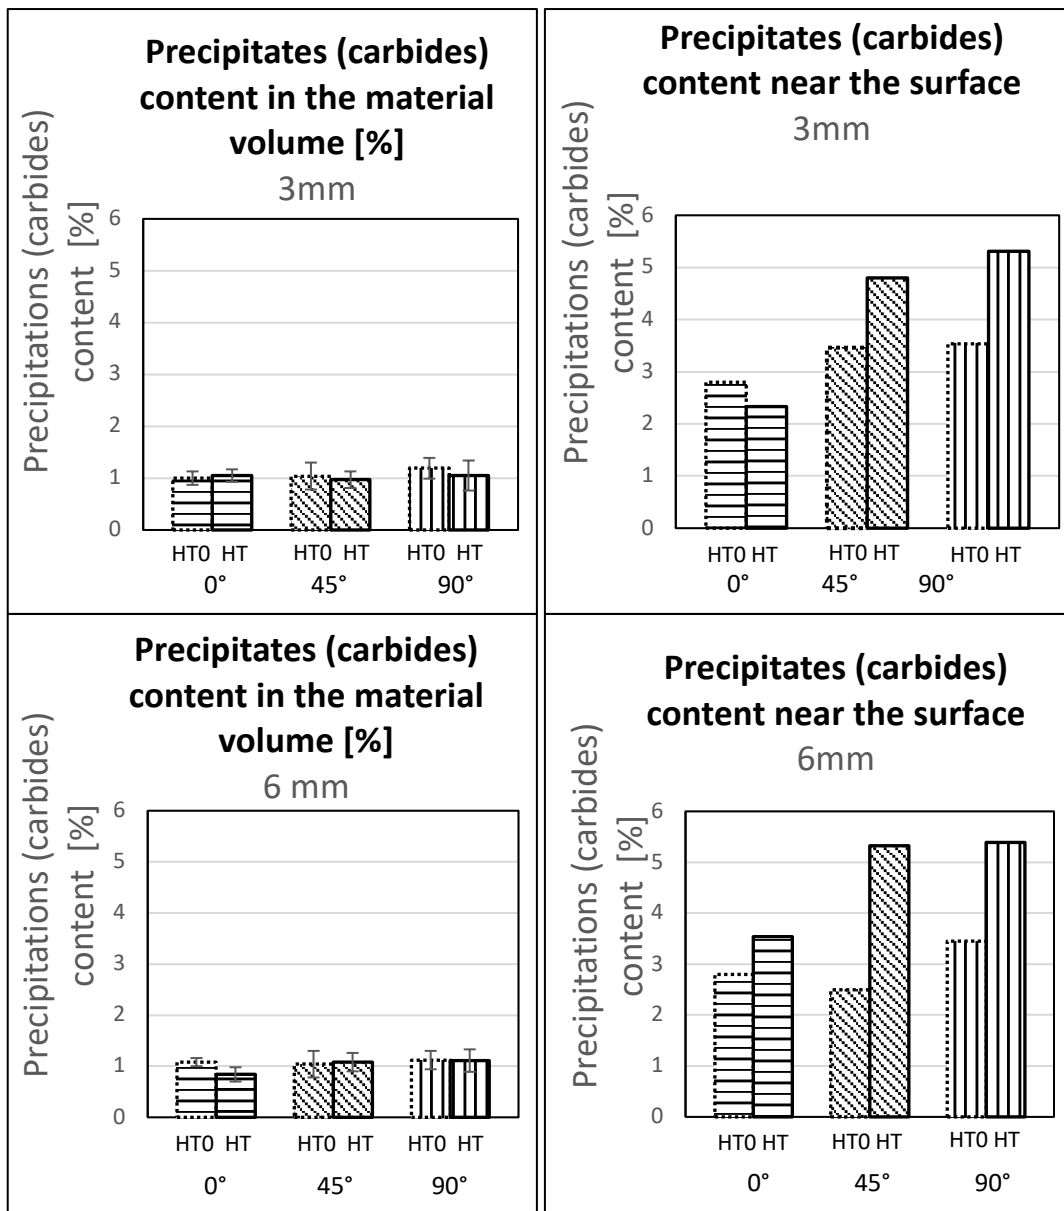 Precipitates (carbides)
content in the material
volume [%]
3mm
Precipitations (carbides)
content [%]
6
5
4
3
2
1
0
HT0 HT
HT0 HT
HT0 HT
0°
45°
90°
Precipitates (carbides)
content near the surface
3mm
Precipitations (carbides)
content [%]
6
5
4
3
2
1
0
HT0 HT
HT0 HT
HT0 HT
0°
45°
90°
Precipitates (carbides)
content in the material
volume [%]
6 mm
Precipitations (carbides)
content [%]
6
5
4
3
2
1
0
HT0 HT
HT0 HT
HT0 HT
0°
45°
90°
Precipitates (carbides)
content near the surface
6mm
Precipitations (carbides)
content [%]
6
5
4
3
2
1
0
HT0 HT
HT0 HT
HT0 HT
0°
45°
90°